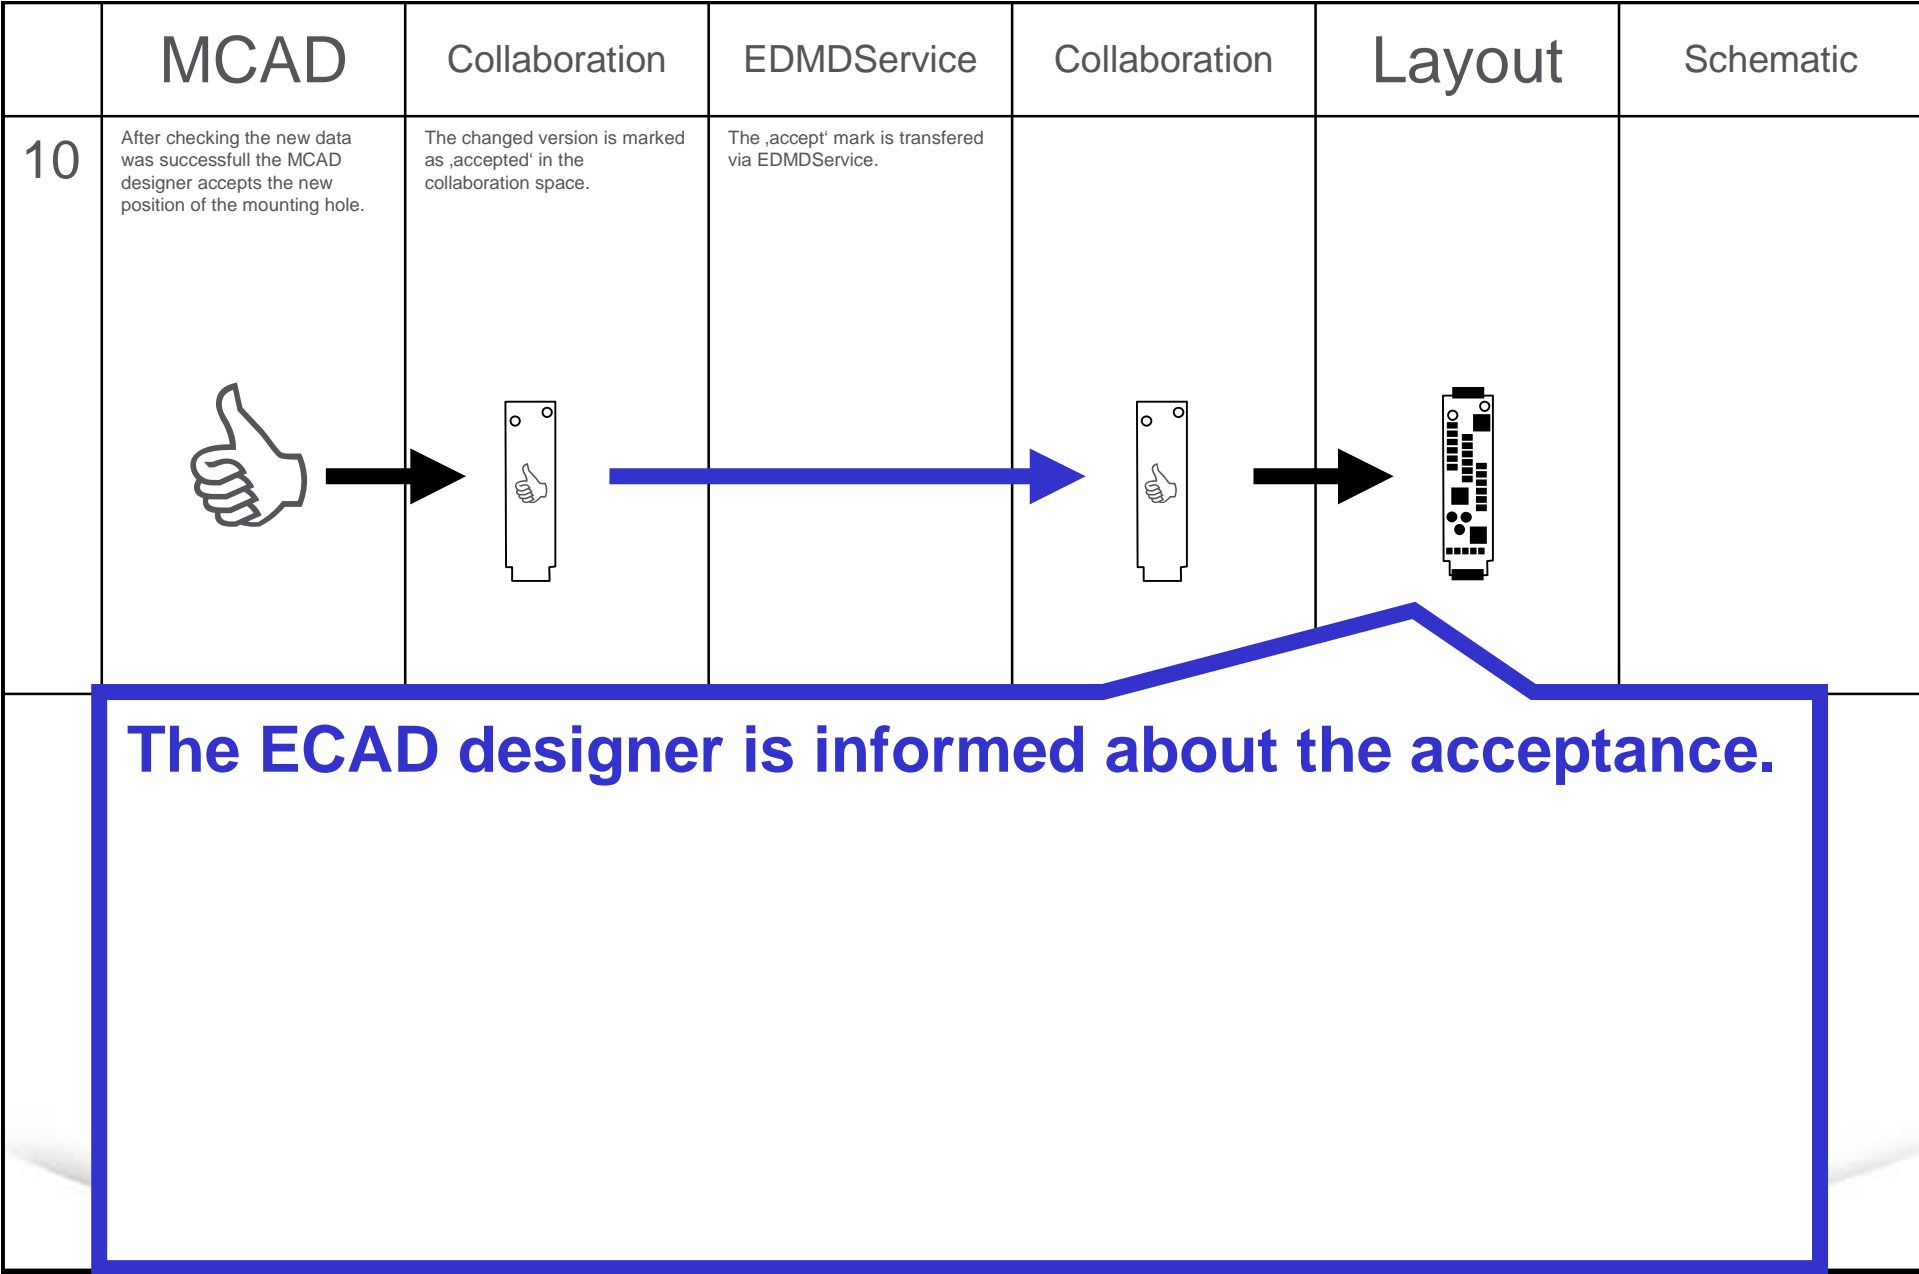 MCAD
Collaboration
EDMDService
Collaboration
Layout
Schematic
10
After checking the new data
was successfull the MCAD
designer accepts the new
position of the mounting hole.
The changed version is marked
as ‚accepted‘ in the
collaboration space.
The ‚accept‘ mark is transfered
via EDMDService.
The ECAD designer is informed about the acceptance.